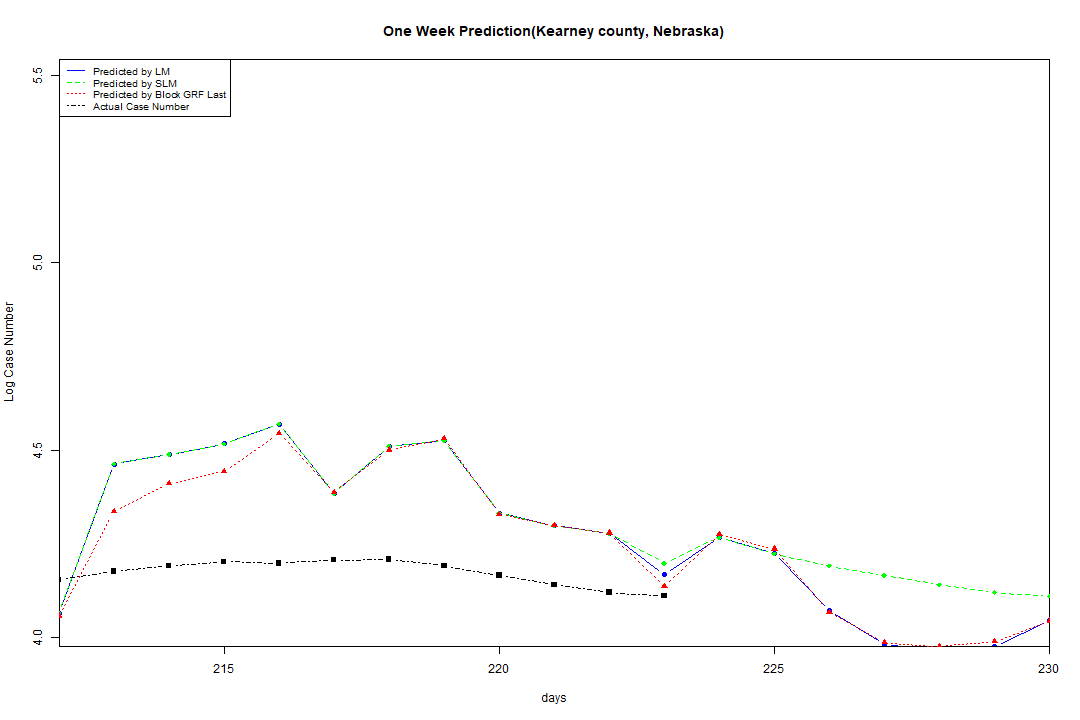 One Week Prediction(Kearney county, Nebraska)
Predicted by LM
Predicted by SLM
Predicted by Block GRF Last
Actual Case Number
5.5
5.0
4.5
4.0
Log Case Number
215 220 225 230
days